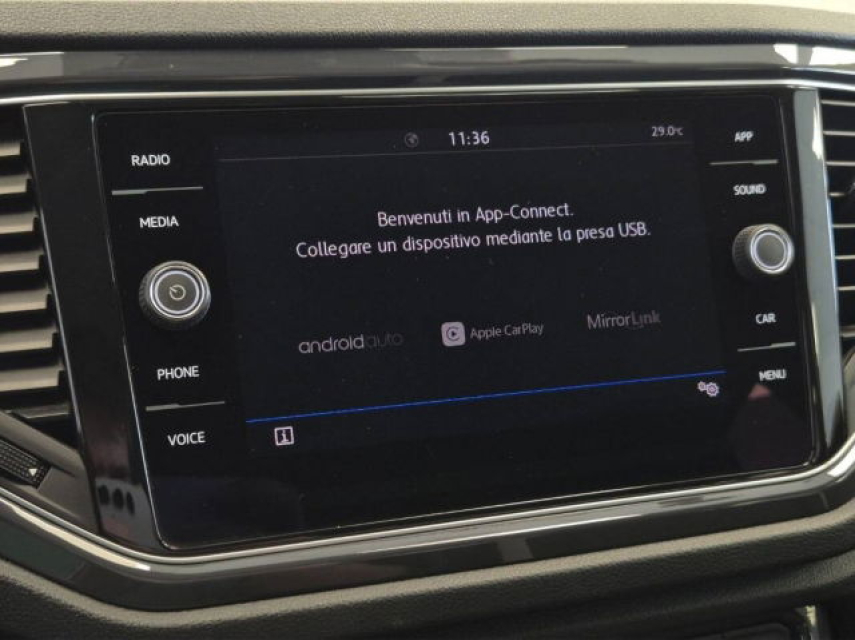 RADIO
MEDIA
PHONE
VOICE
11:36
29.0°C
Benvenuti in App-Connect.
Collegare un dispositivo mediante la presa USB.
androidauto
Apple CarPlay
MirrorLink
i
APP
SOUND
CAR
MENU